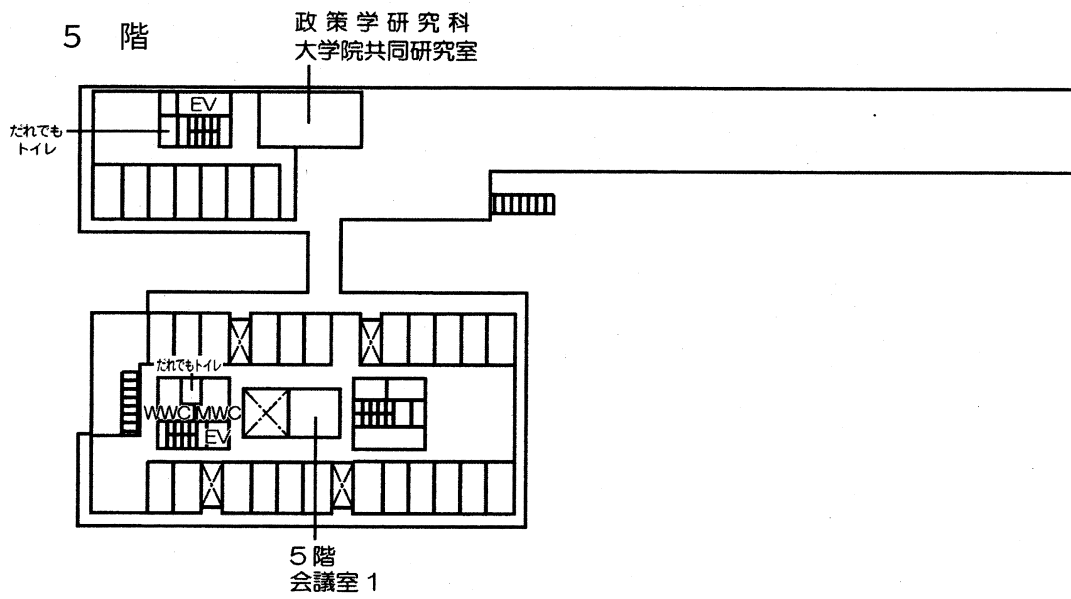 5 階
政策学研究科
大学院共同研究室
EV
だれでも
トイレ
だれでもトイレ
WWC MWC
EV
5階
会議室1